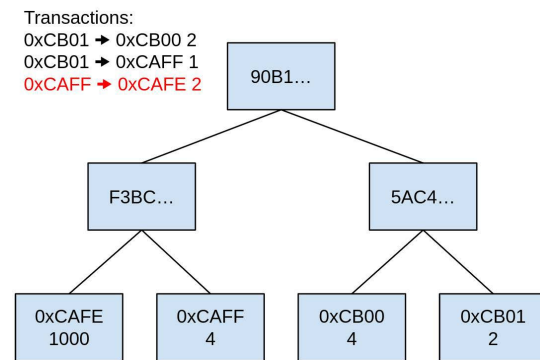 Transactions:
0xCB01 → 0xCB00 2
0xCB01 → 0xCAFF 1
0xCAFF → 0xCAFE 2
90B1...
F3BC...
5AC4...
0xCAFE
1000
0xCAFF
4
0xCB00
4
0xCB01
2